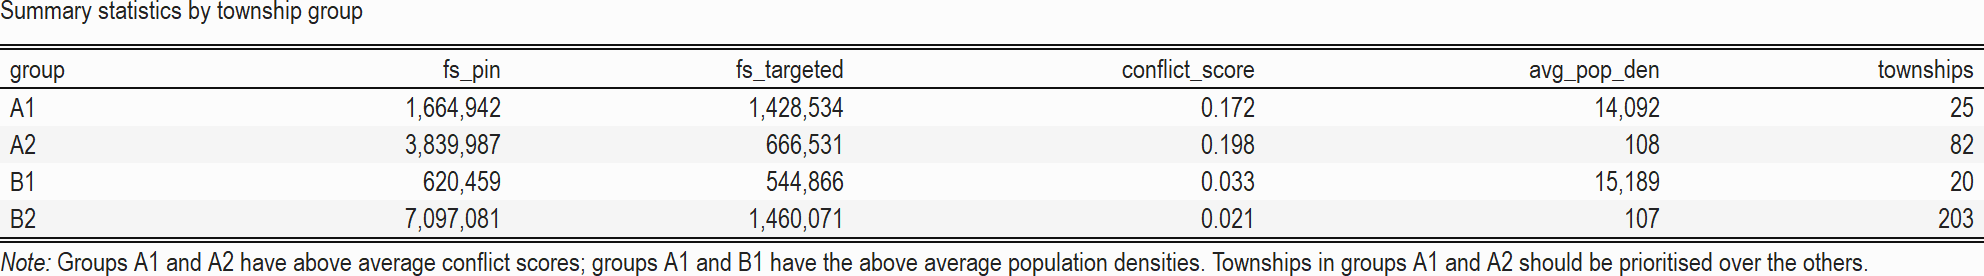 Summary statistics by township group
group fs_pin fs_targeted conflict_score avg_pop_den townships
A1 1,664,942 1,428,534 0.172 14,092 25
A2 3,839,987 666,531 0.198 108 82
B1 620,459 544,866 0.033 15,189 20
B2 7,097,081 1,460,071 0.021 107 203
Note: Groups A1 and A2 have above average conflict scores; groups A1 and B1 have the above average population densities. Townships in groups A1 and A2 should be prioritised over the others.